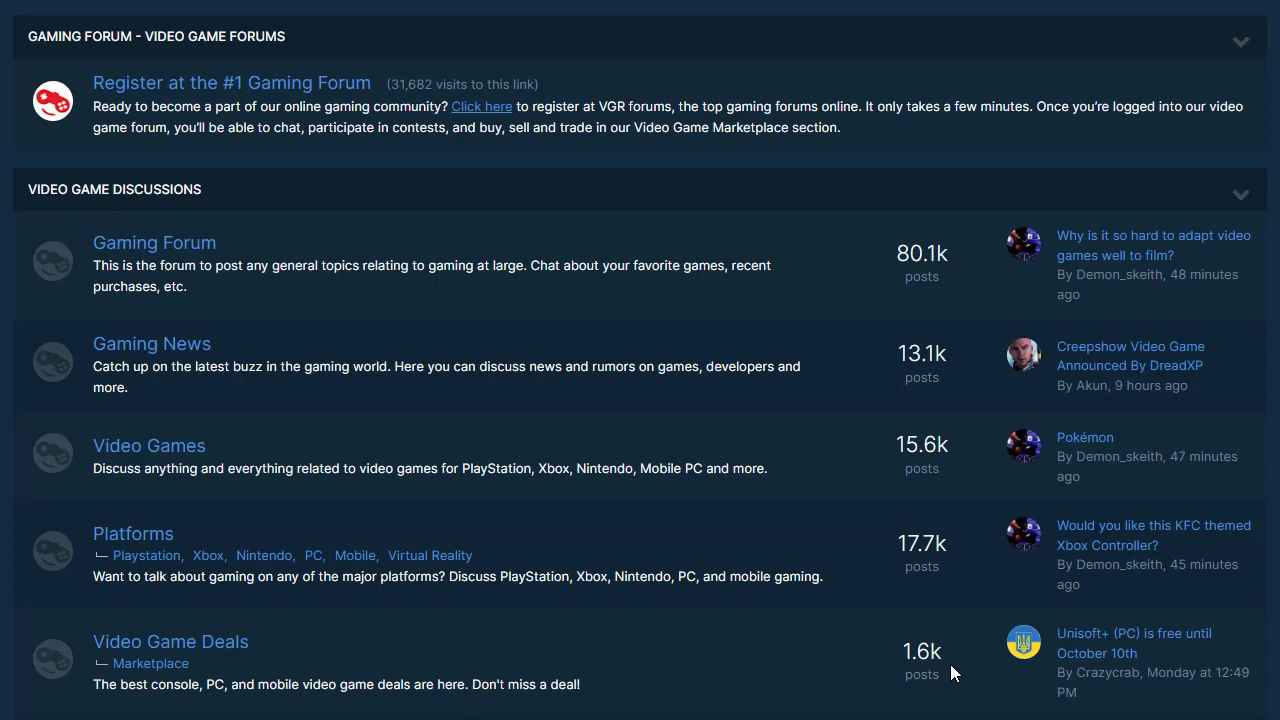 GAMING FORUM - VIDEO GAME FORUMS
Register at the #1 Gaming Forum (31,682 visits to this link)
Ready to become a part of our online gaming community? Click here to register at VGR forums, the top gaming forums online. It only takes a few minutes. Once you're logged into our video
game forum, you'll be able to chat, participate in contests, and buy, sell and trade in our Video Game Marketplace section.
VIDEO GAME DISCUSSIONS
Gaming Forum
This is the forum to post any general topics relating to gaming at large. Chat about your favorite games, recent
purchases, etc.
80.1k
posts
Why is it so hard to adapt video
games well to film?
By Demon_skeith, 48 minutes
ago
Gaming News
Catch up on the latest buzz in the gaming world. Here you can discuss news and rumors on games, developers and
more.
13.1k
posts
Creepshow Video Game
Announced By DreadXP
By Akun, 9 hours ago
Video Games
Discuss anything and everything related to video games for PlayStation, Xbox, Nintendo, Mobile PC and more.
15.6k
posts
Pokémon
By Demon_skeith, 47 minutes
ago
Platforms
Playstation, Xbox, Nintendo, PC, Mobile, Virtual Reality
Want to talk about gaming on any of the major platforms? Discuss PlayStation, Xbox, Nintendo, PC, and mobile gaming.
17.7k
posts
Would you like this KFC themed
Xbox Controller?
By Demon_skeith, 45 minutes
ago
Video Game Deals
Marketplace
The best console, PC, and mobile video game deals are here. Don't miss a deal!
1.6k
posts
Unisoft+ (PC) is free until
October 10th
By Crazycrab, Monday at 12:49
PM